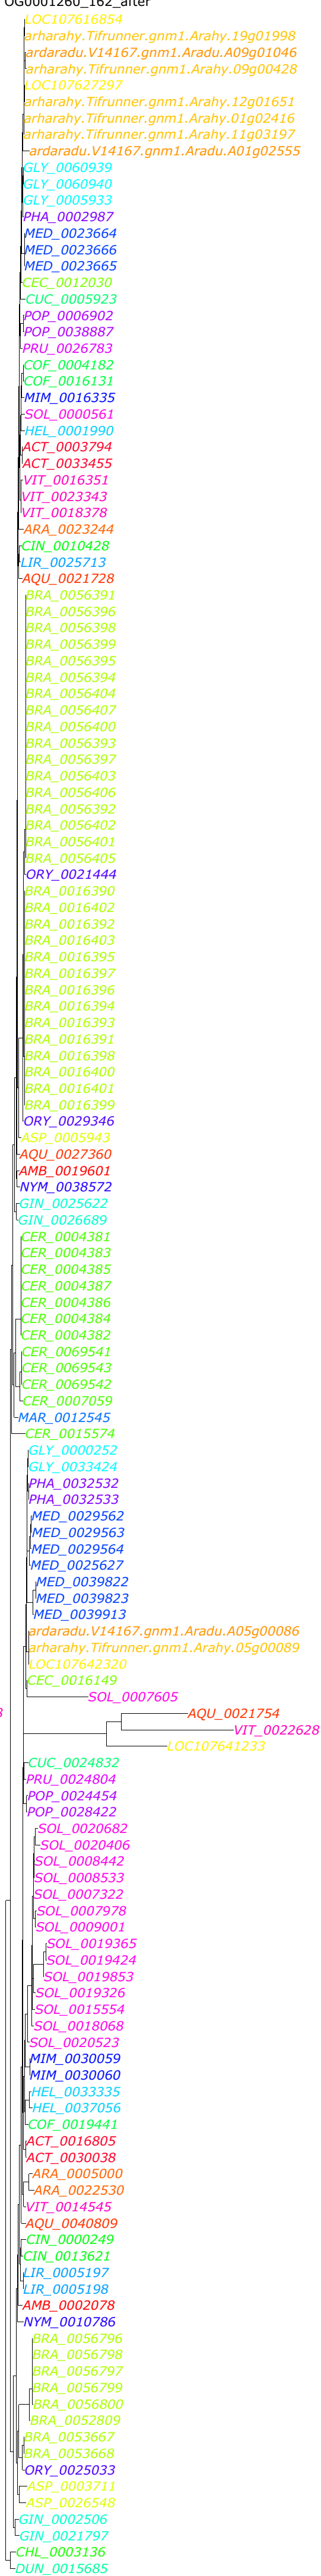 OG0001260_162_after
LOC107616854
arharahy.Tifrunner.gnm1.Arahy.19g01998
ardaradu.V14167.gnm1.Aradu.A09g01046
arharahy.Tifrunner.gnm1.Arahy.09g00428
LOC107627297
arharahy.Tifrunner.gnm1.Arahy.12g01651
arharahy.Tifrunner.gnm1.Arahy.01g02416
arharahy.Tifrunner.gnm1.Arahy.11g03197
ardaradu.V14167.gnm1.Aradu.A01g02555
GLY_0060939
GLY_0060940
GLY_0005933
PHA_0002987
MED_0023664
MED_0023666
MED_0023665
CEC_0012030
CUC_0005923
POP_0006902
POP_0038887
PRU_0026783
COF_0004182
COF_0016131
MIM_0016335
SOL_0000561
HEL_0001990
ACT_0003794
ACT_0033455
VIT_0016351
VIT_0023343
VIT_0018378
ARA_0023244
CIN_0010428
LIR_0025713
AQU_0021728
BRA_0056391
BRA_0056396
BRA_0056398
BRA_0056399
BRA_0056395
BRA_0056394
BRA_0056404
BRA_0056407
BRA_0056400
BRA_0056393
BRA_0056397
BRA_0056403
BRA_0056406
BRA_0056392
BRA_0056402
BRA_0056401
BRA_0056405
ORY_0021444
BRA_0016390
BRA_0016402
BRA_0016392
BRA_0016403
BRA_0016395
BRA_0016397
BRA_0016396
BRA_0016394
BRA_0016393
BRA_0016391
BRA_0016398
BRA_0016400
BRA_0016401
BRA_0016399
ORY_0029346
ASP_0005943
AQU_0027360
AMB_0019601
NYM_0038572
GIN_0025622
GIN_0026689
CER_0004381
CER_0004383
CER_0004385
CER_0004387
CER_0004386
CER_0004384
CER_0004382
CER_0069541
CER_0069543
CER_0069542
CER_0007059
MAR_0012545
CER_0015574
GLY_0000252
GLY_0033424
PHA_0032532
PHA_0032533
MED_0029562
MED_0029563
MED_0029564
MED_0025627
MED_0039822
MED_0039823
MED_0039913
ardaradu.V14167.gnm1.Aradu.A05g00086
arharahy.Tifrunner.gnm1.Arahy.05g00089
LOC107642320
CEC_0016149
SOL_0007605
AQU_0021754
VIT_0022628
LOC107641233
CUC_0024832
PRU_0024804
POP_0024454
POP_0028422
SOL_0020682
SOL_0020406
SOL_0008442
SOL_0008533
SOL_0007322
SOL_0007978
SOL_0009001
SOL_0019365
SOL_0019424
SOL_0019853
SOL_0019326
SOL_0015554
SOL_0018068
SOL_0020523
MIM_0030059
MIM_0030060
HEL_0033335
HEL_0037056
COF_0019441
ACT_0016805
ACT_0030038
ARA_0005000
ARA_0022530
VIT_0014545
AQU_0040809
CIN_0000249
CIN_0013621
LIR_0005197
LIR_0005198
AMB_0002078
NYM_0010786
BRA_0056796
BRA_0056798
BRA_0056797
BRA_0056799
BRA_0056800
BRA_0052809
BRA_0053667
BRA_0053668
ORY_0025033
ASP_0003711
ASP_0026548
GIN_0002506
GIN_0021797
CHL_0003136
DUN_0015685